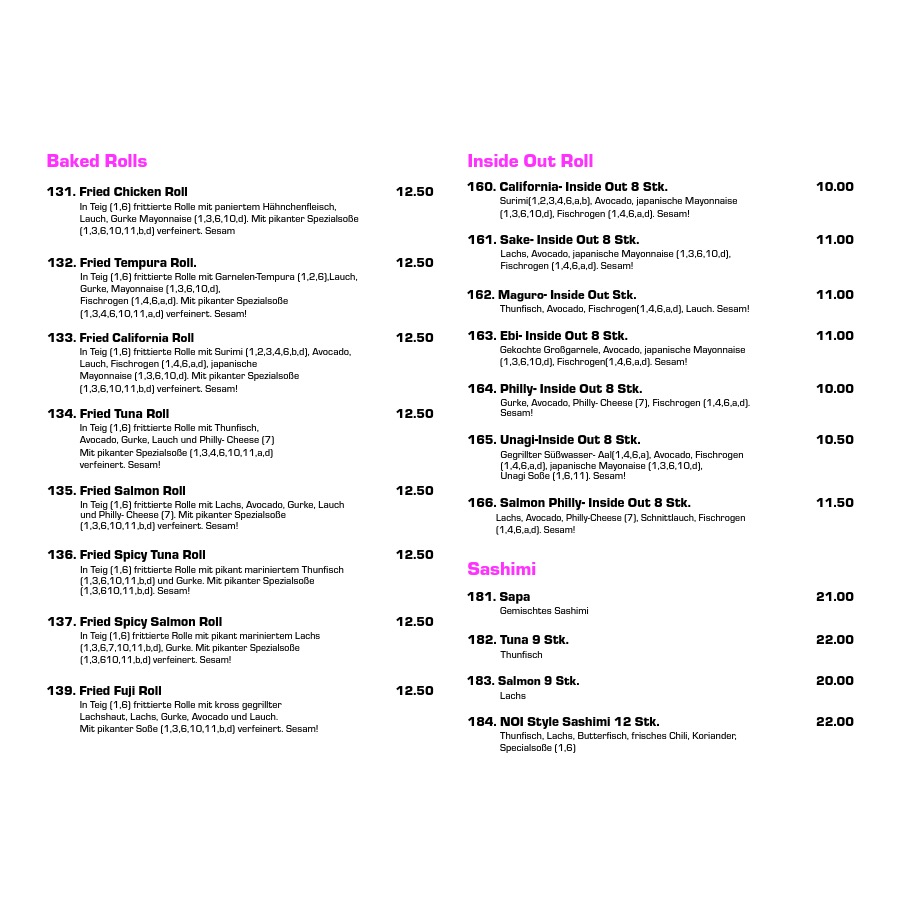 Baked Rolls
131. Fried Chicken Roll 12.50
In Teig (1,6) frittierte Rolle mit paniertem Hähnchenfleisch,
Lauch, Gurke Mayonnaise (1,3,6,10,d). Mit pikanter Spezialsoße
(1,3,6,10,11,b,d) verfeinert. Sesam
132. Fried Tempura Roll. 12.50
In Teig (1,6) frittierte Rolle mit Garnelen-Tempura (1,2,6),Lauch,
Gurke, Mayonnaise (1,3,6,10,d),
Fischrogen (1,4,6,a,d). Mit pikanter Spezialsoße
(1,3,4,6,10,11,a,d) verfeinert. Sesam!
133. Fried California Roll 12.50
In Teig (1,6) frittierte Rolle mit Surimi (1,2,3,4,6,b,d), Avocado,
Lauch, Fischrogen (1,4,6,a,d), japanische
Mayonnaise (1,3,6,10,d). Mit pikanter Spezialsoße
(1,3,6,10,11,b,d) verfeinert. Sesam!
134. Fried Tuna Roll 12.50
In Teig (1,6) frittierte Rolle mit Thunfisch,
Avocado, Gurke, Lauch und Philly- Cheese (7)
Mit pikanter Spezialsoße (1,3,4,6,10,11,a,d)
verfeinert. Sesam!
135. Fried Salmon Roll 12.50
In Teig (1,6) frittierte Rolle mit Lachs, Avocado, Gurke, Lauch
und Philly- Cheese (7). Mit pikanter Spezialsoße
(1,3,6,10,11,b,d) verfeinert. Sesam!
136. Fried Spicy Tuna Roll 12.50
In Teig (1,6) frittierte Rolle mit pikant mariniertem Thunfisch
(1,3,6,10,11,b,d) und Gurke. Mit pikanter Spezialsoße
(1,3,610,11,b,d). Sesam!
137. Fried Spicy Salmon Roll 12.50
In Teig (1,6) frittierte Rolle mit pikant mariniertem Lachs
(1,3,6,7,10,11,b,d), Gurke. Mit pikanter Spezialsoße
(1,3,610,11,b,d) verfeinert. Sesam!
139. Fried Fuji Roll 12.50
In Teig (1,6) frittierte Rolle mit kross gegrillter
Lachshaut, Lachs, Gurke, Avocado und Lauch.
Mit pikanter Soße (1,3,6,10,11,b,d) verfeinert. Sesam!
Inside Out Roll
160. California- Inside Out 8 Stk. 10.00
Surimi(1,2,3,4,6,a,b), Avocado, japanische Mayonnaise
(1,3,6,10,d), Fischrogen (1,4,6,a,d). Sesam!
161. Sake- Inside Out 8 Stk. 11.00
Lachs, Avocado, japanische Mayonnaise (1,3,6,10,d),
Fischrogen (1,4,6,a,d). Sesam!
162. Maguro- Inside Out Stk. 11.00
Thunfisch, Avocado, Fischrogen(1,4,6,a,d), Lauch. Sesam!
163. Ebi- Inside Out 8 Stk. 11.00
Gekochte Großgarnele, Avocado, japanische Mayonnaise
(1,3,6,10,d), Fischrogen(1,4,6,a,d). Sesam!
164. Philly- Inside Out 8 Stk. 10.00
Gurke, Avocado, Philly- Cheese (7), Fischrogen (1,4,6,a,d).
Sesam!
165. Unagi-Inside Out 8 Stk. 10.50
Gegrillter Süßwasser- Aal(1,4,6,a), Avocado, Fischrogen
(1,4,6,a,d), japanische Mayonaise (1,3,6,10,d),
Unagi Soße (1,6,11). Sesam!
166. Salmon Philly- Inside Out 8 Stk. 11.50
Lachs, Avocado, Philly-Cheese (7), Schnittlauch, Fischrogen
(1,4,6,a,d). Sesam!
Sashimi
181. Sapa 21.00
Gemischtes Sashimi
182. Tuna 9 Stk. 22.00
Thunfisch
183. Salmon 9 Stk. 20.00
Lachs
184. NOI Style Sashimi 12 Stk. 22.00
Thunfisch, Lachs, Butterfisch, frisches Chili, Koriander,
Specialsoße (1,6)